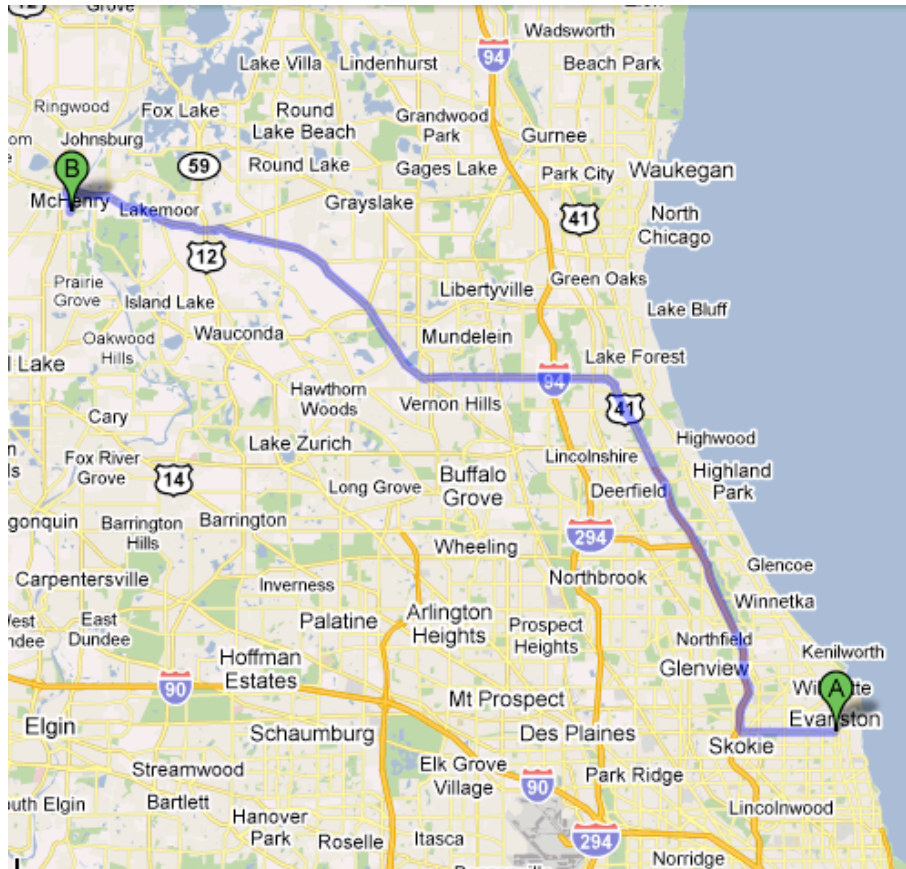 12
Grove
Wadsworth
Lake Villa
Lindenhurst
94
Beach Park
Ringwood
Fox Lake
Round
Lake Beach
Grandwood
Park
Gurnee
Johnsburg
59
Round Lake
Gages Lake
Park City
Waukegan
B
McHenry
Lakemoor
Grayslake
41
North
Chicago
12
Prairie
Grove
Island Lake
Libertyville
Green Oaks
Lake Bluff
Oakwood
Hills
Wauconda
Mundelein
Lake
Lake Forest
94
Hawthorn
Woods
Vernon Hills
41
Cary
Lake Zurich
Highwood
Fox River
Grove
14
Lincolnshire
Highland
Park
Long Grove
Buffalo
Grove
Deerfield
gonquin
Barrington
Hills
Barrington
294
Wheeling
Glencoe
Carpentersville
Inverness
Northbrook
Winnetka
East
Dundee
Palatine
Arlington
Heights
Prospect
Heights
Northfield
Kenilworth
Hoffman
Estates
Glenview
A
90
Mt Prospect
Evanston
Elgin
Schaumburg
Des Plaines
Skokie
Streamwood
Elk Grove
Village
90
Park Ridge
outh Elgin
Bartlett
Lincolnwood
Hanover
Park
Roselle
Itasca
294
Norridge